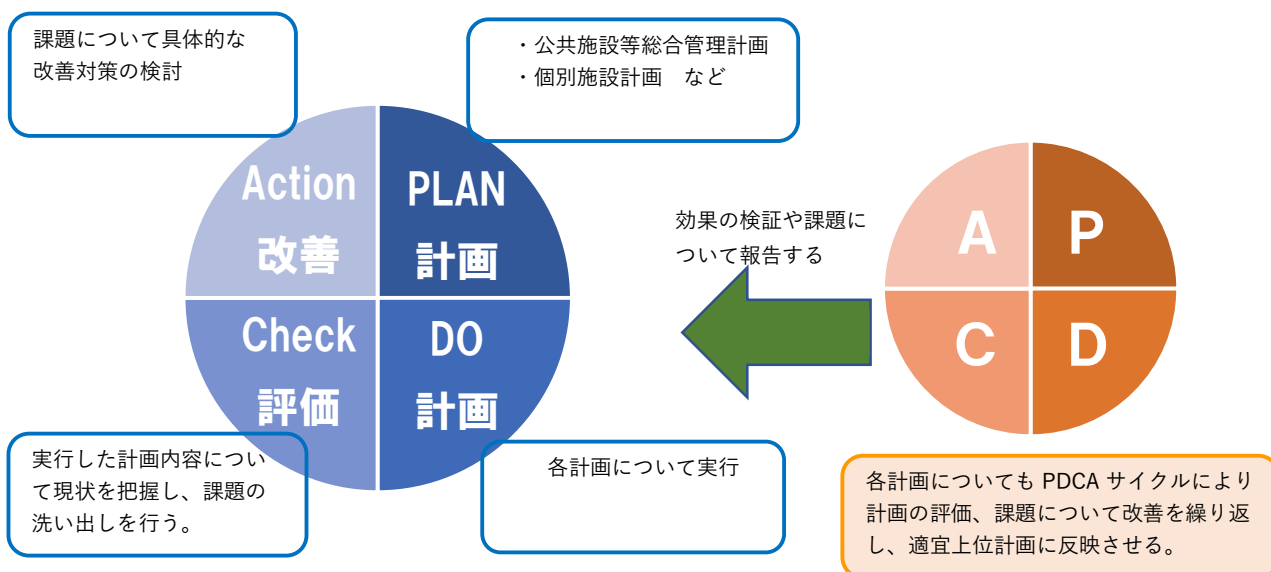 課題について具体的な
改善対策の検討
・公共施設等総合管理計画
・個別施設計画　など
Action
改善
PLAN
計画
Check
評価
DO
計画
実行した計画内容につい
て現状を把握し、課題の
洗い出しを行う。
各計画について実行
効果の検証や課題に
ついて報告する
A
P
C
D
各計画についても PDCA サイクルにより
計画の評価、課題について改善を繰り返
し、適宜上位計画に反映させる。